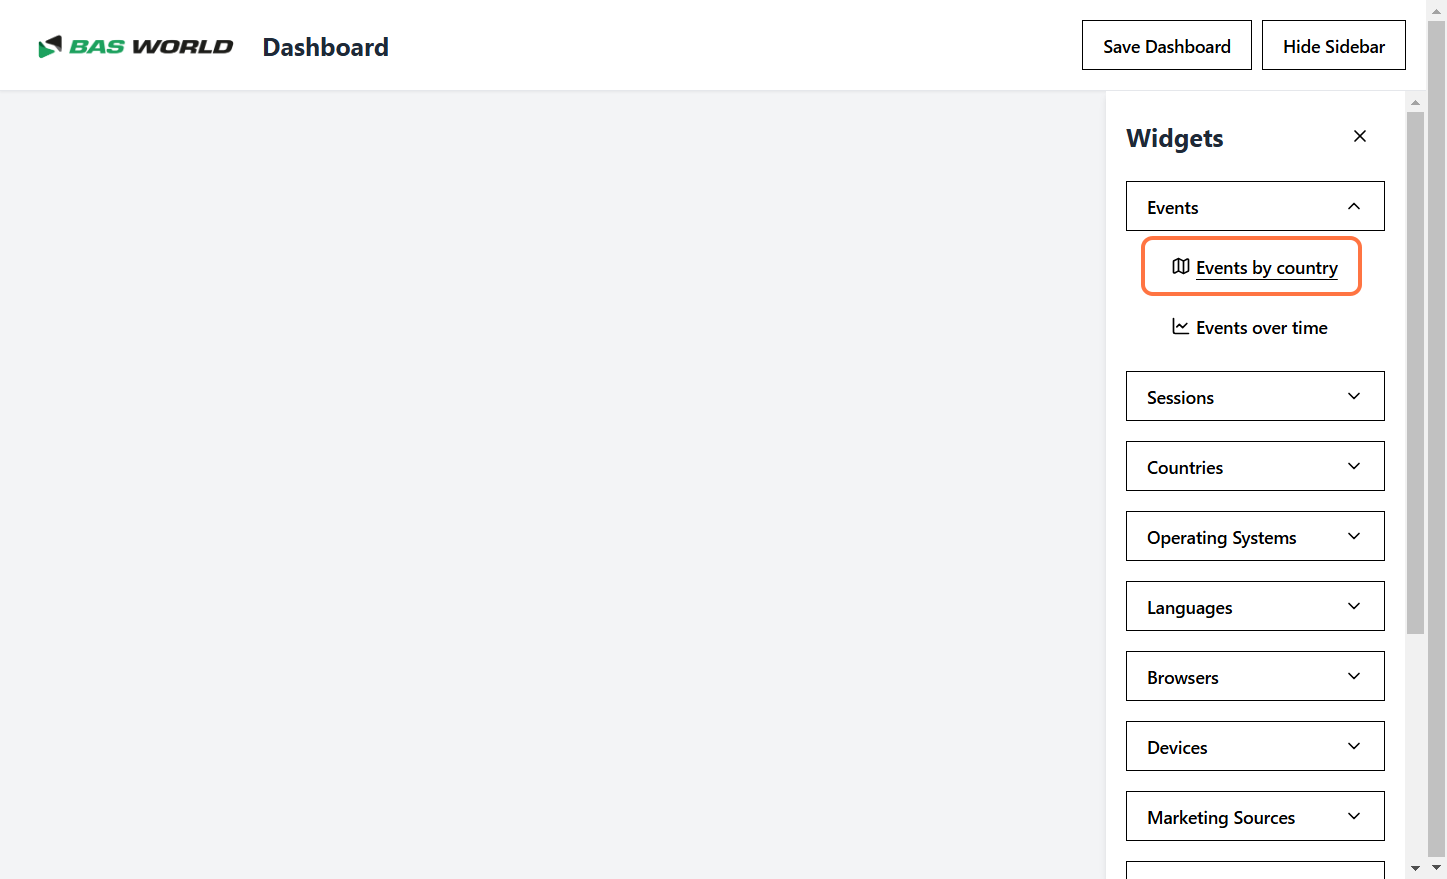 BAS WORLD
Dashboard
Save Dashboard
Hide Sidebar
Widgets
Events
Events by country
Events over time
Sessions
Countries
Operating Systems
Languages
Browsers
Devices
Marketing Sources